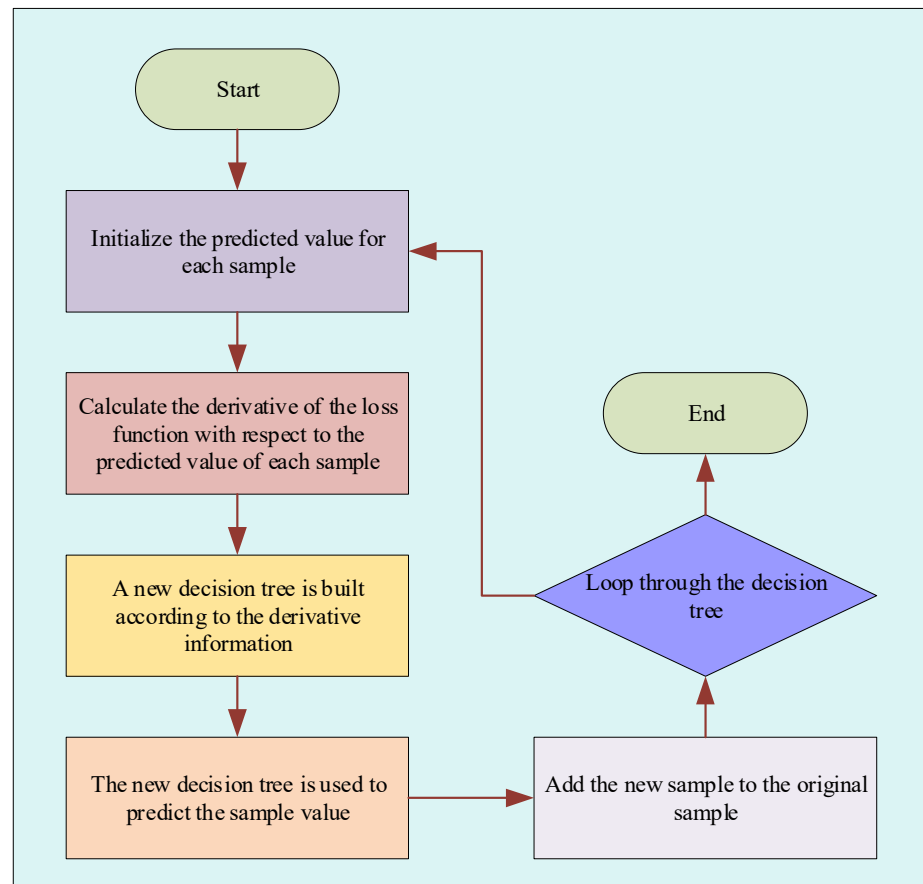 Start
Initialize the predicted value for
each sample
Calculate the derivative of the loss
function with respect to the
predicted value of each sample
A new decision tree is built
according to the derivative
information
The new decision tree is used to
predict the sample value
Add the new sample to the original
sample
Loop through the decision
tree
End